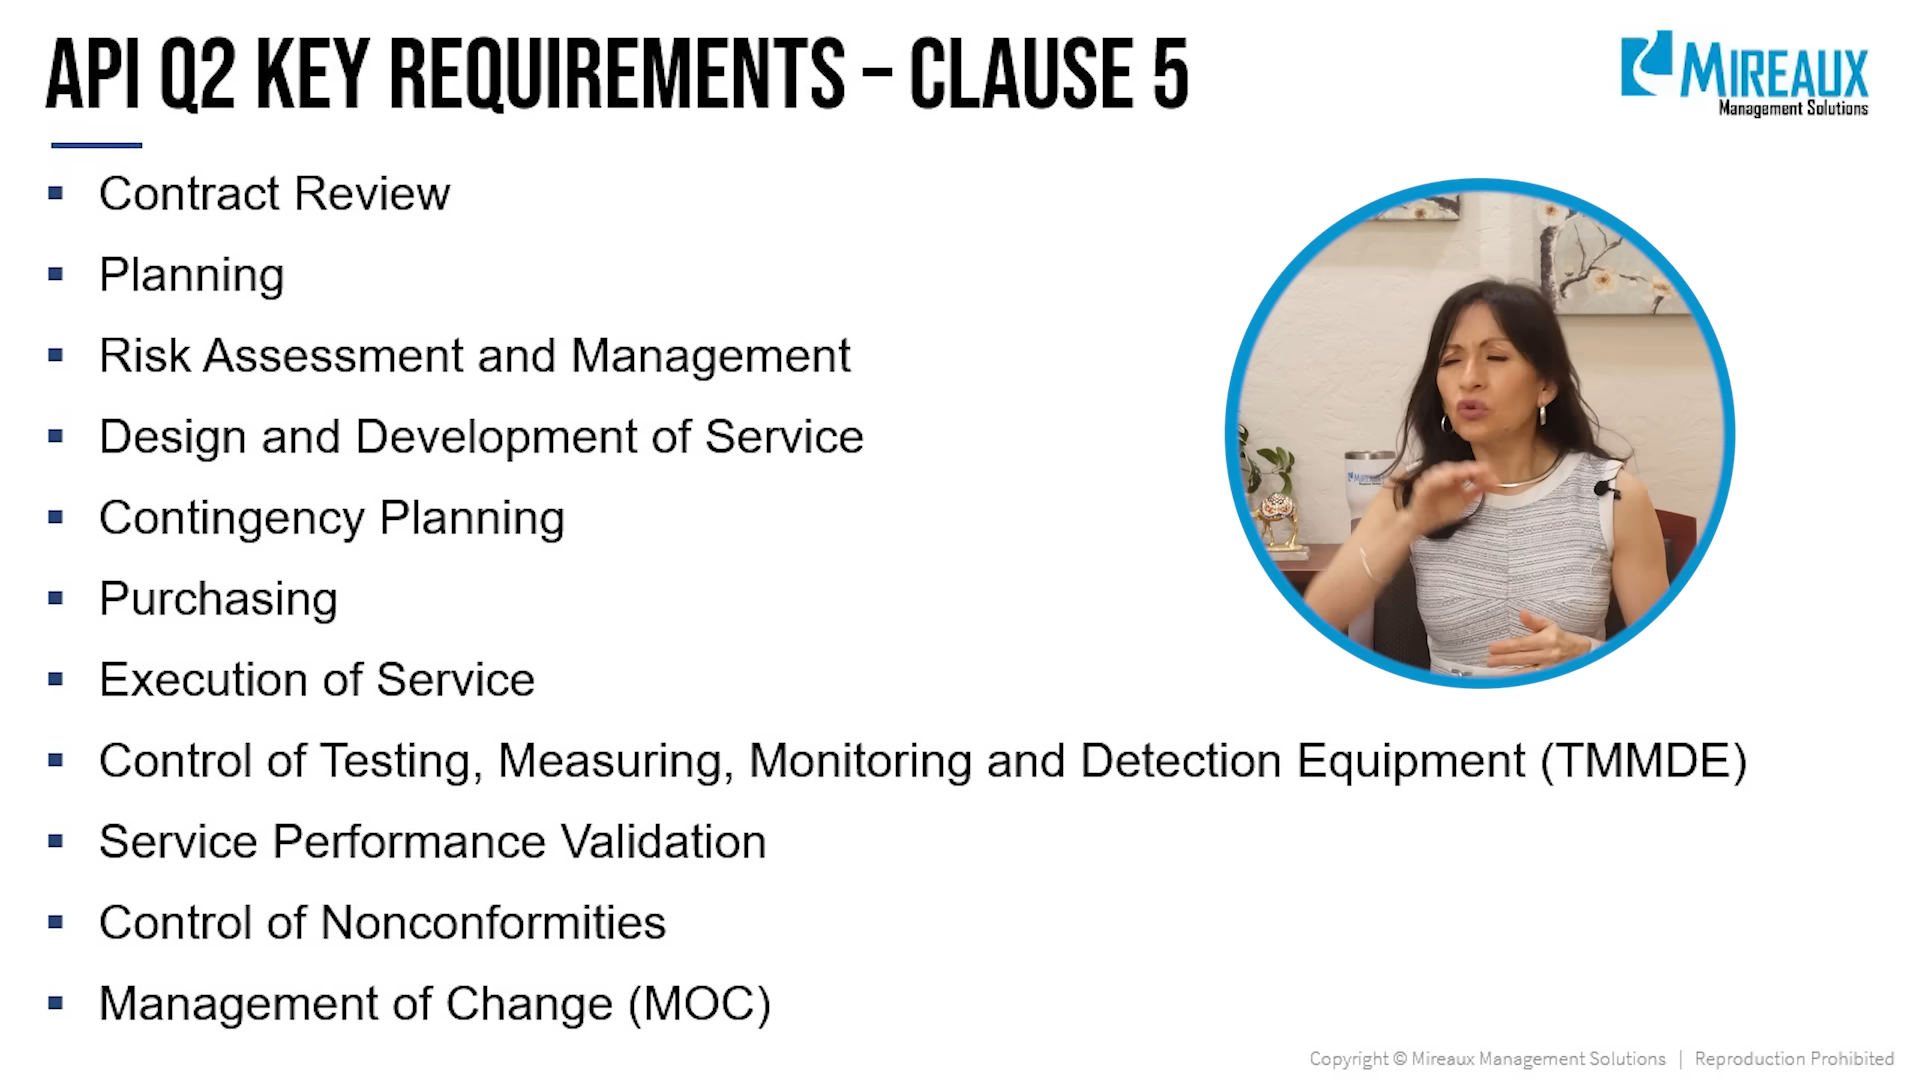 API Q2 KEY REQUIREMENTS – CLAUSE 5
MIREAUX
Management Solutions
Contract Review
Planning
Risk Assessment and Management
Design and Development of Service
Contingency Planning
Purchasing
Execution of Service
Control of Testing, Measuring, Monitoring and Detection Equipment (TMMDE)
Service Performance Validation
Control of Nonconformities
Management of Change (MOC)
Copyright © Mireaux Management Solutions | Reproduction Prohibited